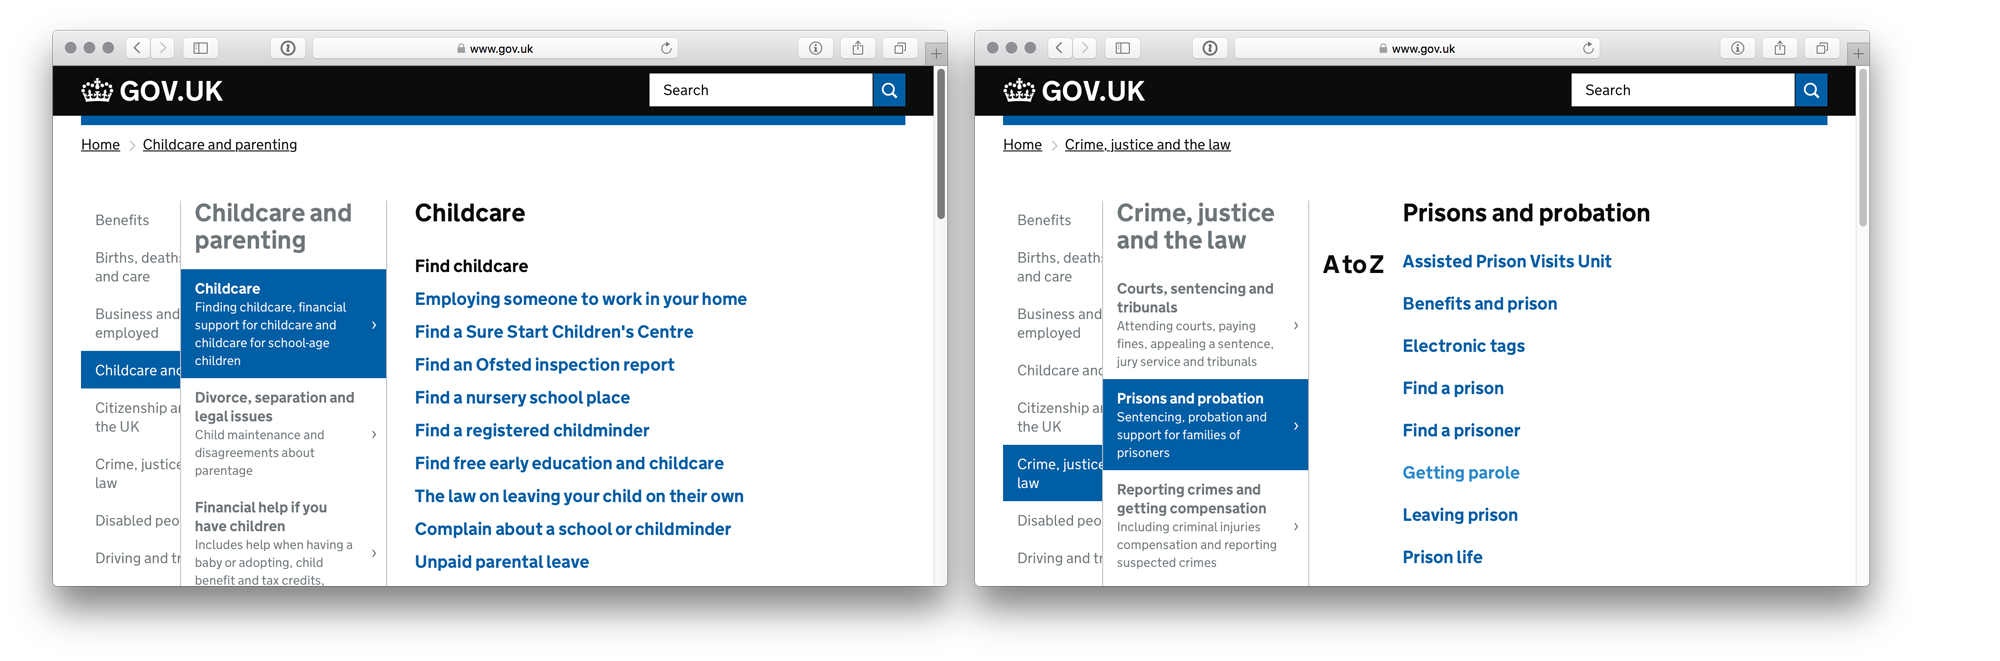 www.gov.uk
GOV.UK
Search
Home
Childcare and parenting
Benefits
Births, death
and care
Business and
employed
Childcare and
Citizenship a
the UK
Crime, justice
law
Disabled peo
Driving and tr
Childcare and
parenting
Childcare
Finding childcare, financial
support for childcare and
childcare for school-age
children
Divorce, separation and
legal issues
Child maintenance and
disagreements about
parentage
Financial help if you
have children
Includes help when having a
baby or adopting, child
benefit and tax credits,
Childcare
Find childcare
Employing someone to work in your home
Find a Sure Start Children's Centre
Find an Ofsted inspection report
Find a nursery school place
Find a registered childminder
Find free early education and childcare
The law on leaving your child on their own
Complain about a school or childminder
Unpaid parental leave
www.gov.uk
GOV.UK
Search
Home
Crime, justice and the law
Benefits
Births, death
and care
Business and
employed
Childcare and
Citizenship a
the UK
Crime, justice
law
Disabled peo
Driving and tr
Crime, justice
and the law
Courts, sentencing and
tribunals
Attending courts, paying
fines, appealing a sentence,
jury service and tribunals
Prisons and probation
Sentencing, probation and
support for families of
prisoners
Reporting crimes and
getting compensation
Including criminal injuries
compensation and reporting
suspected crimes
Prisons and probation
A to Z
Assisted Prison Visits Unit
Benefits and prison
Electronic tags
Find a prison
Find a prisoner
Getting parole
Leaving prison
Prison life